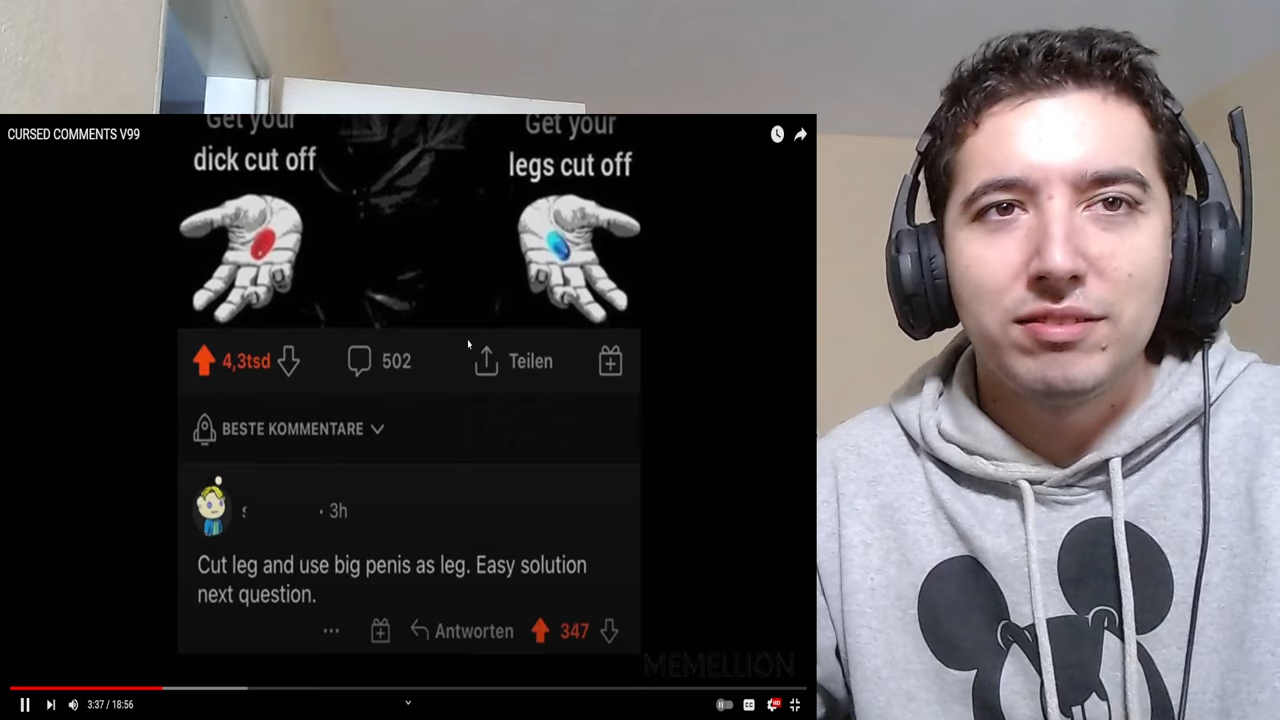 CURSED COMMENTS V99
Get your
dick cut off
Get your
legs cut off
4,3tsd
502
Teilen
BESTE KOMMENTARE
s
· 3h
Cut leg and use big penis as leg. Easy solution
next question.
Antworten
347
MEMELLION
3:37 / 18:56
CC
HD